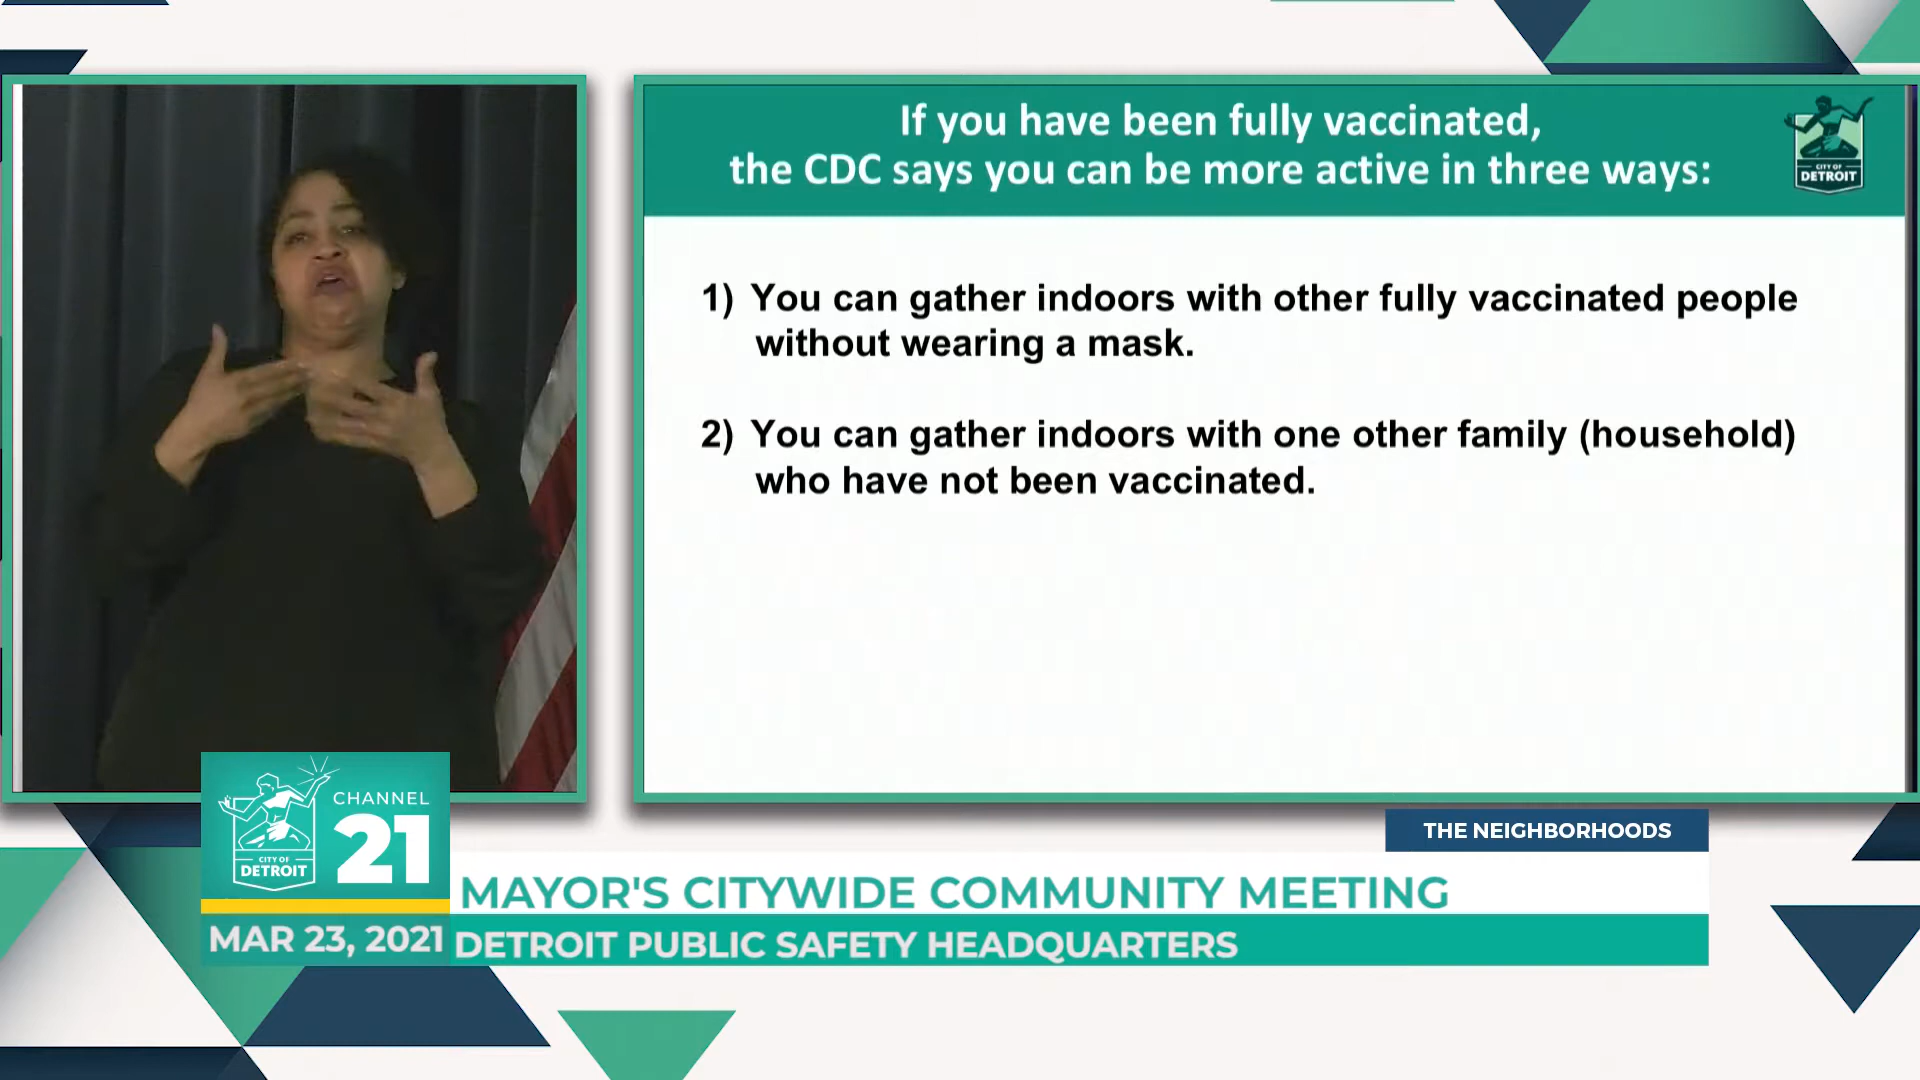 If you have been fully vaccinated,
the CDC says you can be more active in three ways:
CITY OF
DETROIT
1) You can gather indoors with other fully vaccinated people
without wearing a mask.
2) You can gather indoors with one other family (household)
who have not been vaccinated.
THE NEIGHBORHOODS
CHANNEL
21
CITY OF
DETROIT
MAYOR'S CITYWIDE COMMUNITY MEETING
MAR 23, 2021
DETROIT PUBLIC SAFETY HEADQUARTERS